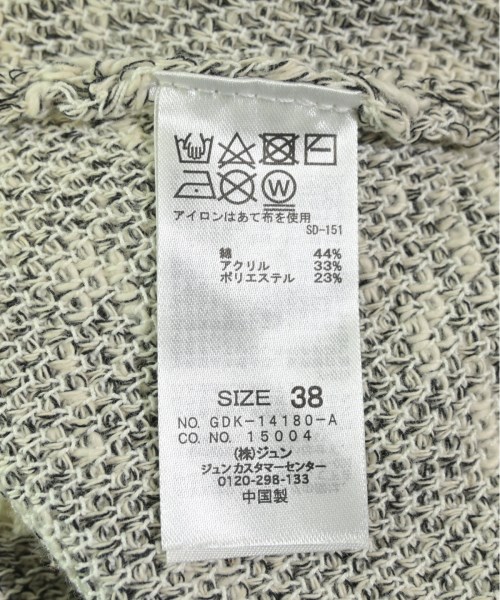 W
アイロンはあて布を使用
SD-151
綿 44%
アクリル 33%
ポリエステル 23%
SIZE 38
NO. GDK-14180-A
CO. NO. 15004
(株)ジュン
ジュンカスタマーセンター
0120-298-133
中国製